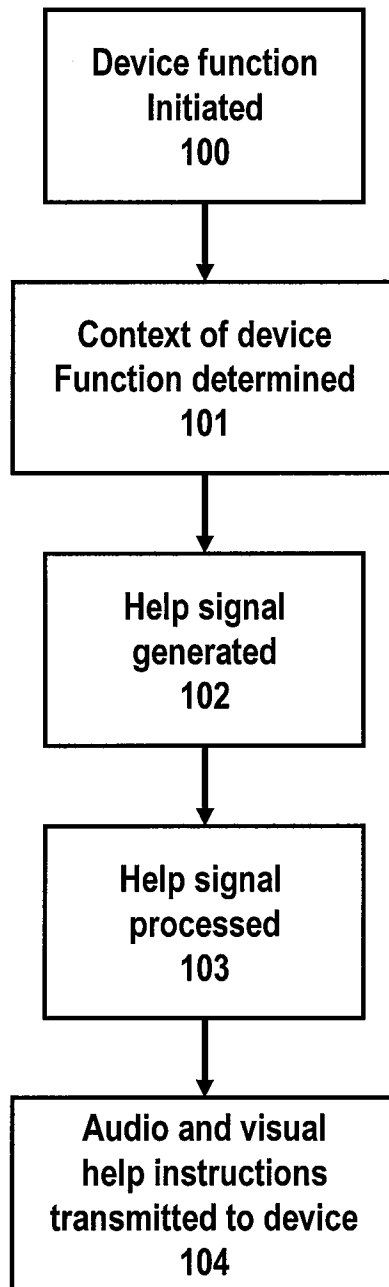 Device function
Initiated
100
Context of device
Function determined
101
Help signal
generated
102
Help signal
processed
103
Audio and visual
help instructions
transmitted to device
104